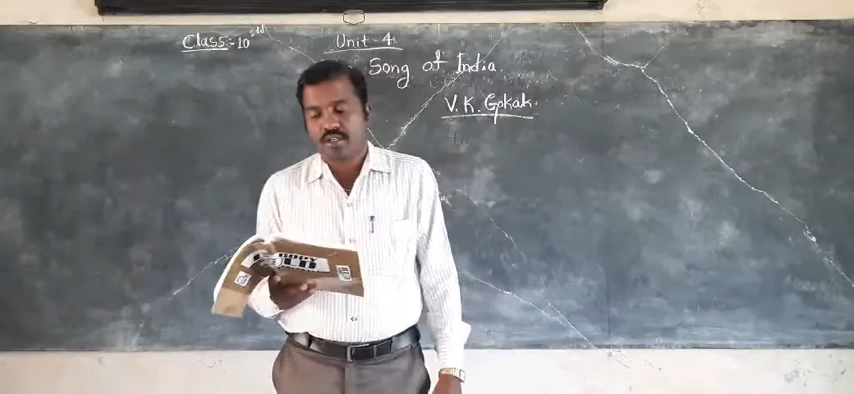 Class:- 10th
Unit - 4
Song of India.
V. K. Gokak.